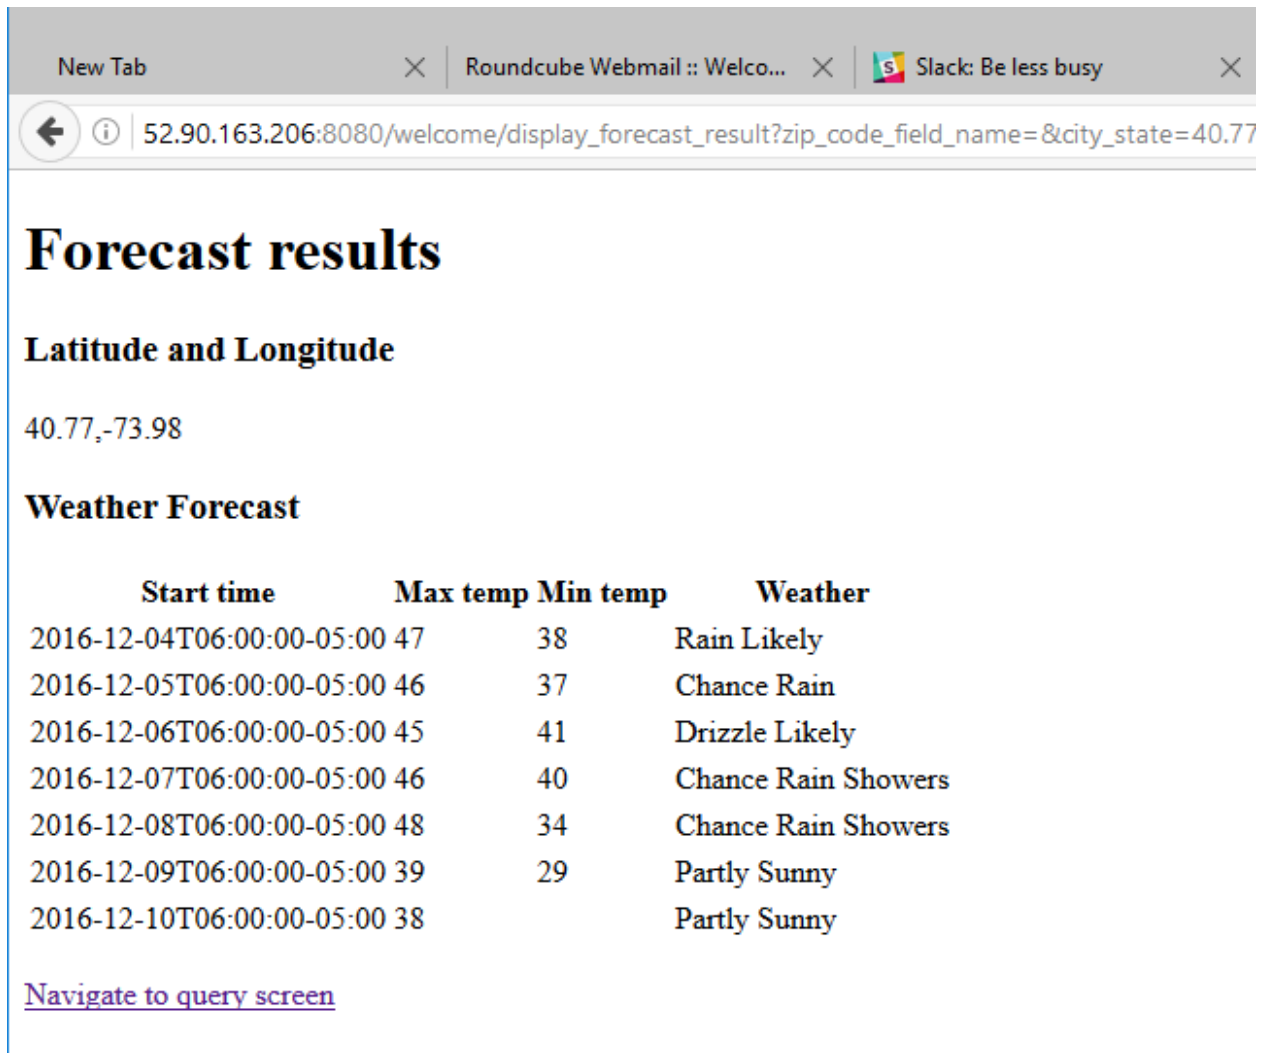 New Tab
Roundcube Webmail :: Welco...
S Slack: Be less busy
52.90.163.206:8080/welcome/display_forecast_result?zip_code_field_name=&city_state=40.77
Forecast results
Latitude and Longitude
40.77,-73.98
Weather Forecast
Start time Max temp Min temp Weather
2016-12-04T06:00:00-05:00 47 38 Rain Likely
2016-12-05T06:00:00-05:00 46 37 Chance Rain
2016-12-06T06:00:00-05:00 45 41 Drizzle Likely
2016-12-07T06:00:00-05:00 46 40 Chance Rain Showers
2016-12-08T06:00:00-05:00 48 34 Chance Rain Showers
2016-12-09T06:00:00-05:00 39 29 Partly Sunny
2016-12-10T06:00:00-05:00 38 Partly Sunny
Navigate to query screen